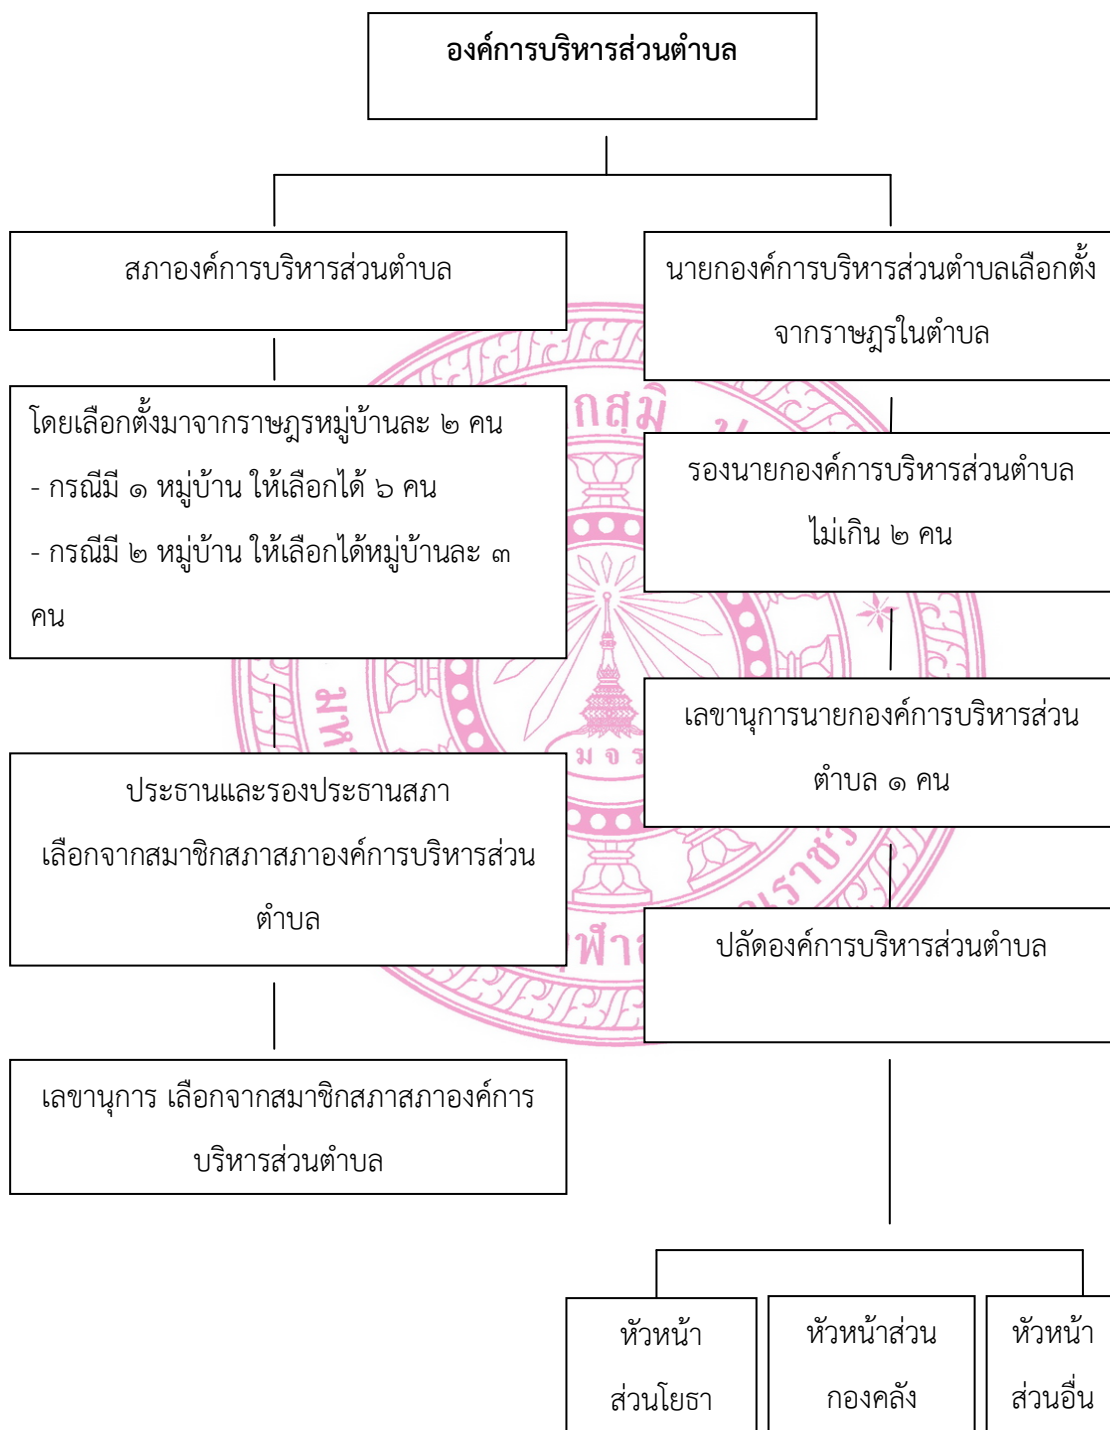 องค์การบริหารส่วนตำบล
สภาองค์การบริหารส่วนตำบล
โดยเลือกตั้งมาจากราษฎรหมู่บ้านละ ๒ คน
- กรณีมี ๑ หมู่บ้าน ให้เลือกได้ ๖ คน
- กรณีมี ๒ หมู่บ้าน ให้เลือกได้หมู่บ้านละ ๓
คน
ประธานและรองประธานสภา
เลือกจากสมาชิกสภาสภาองค์การบริหารส่วน
ตำบล
เลขานุการ เลือกจากสมาชิกสภาสภาองค์การ
บริหารส่วนตำบล
นายกองค์การบริหารส่วนตำบลเลือกตั้ง
จากราษฎรในตำบล
รองนายกองค์การบริหารส่วนตำบล
ไม่เกิน ๒ คน
เลขานุการนายกองค์การบริหารส่วน
ตำบล ๑ คน
ปลัดองค์การบริหารส่วนตำบล
หัวหน้า
ส่วนโยธา
หัวหน้าส่วน
กองคลัง
หัวหน้า
ส่วนอื่น